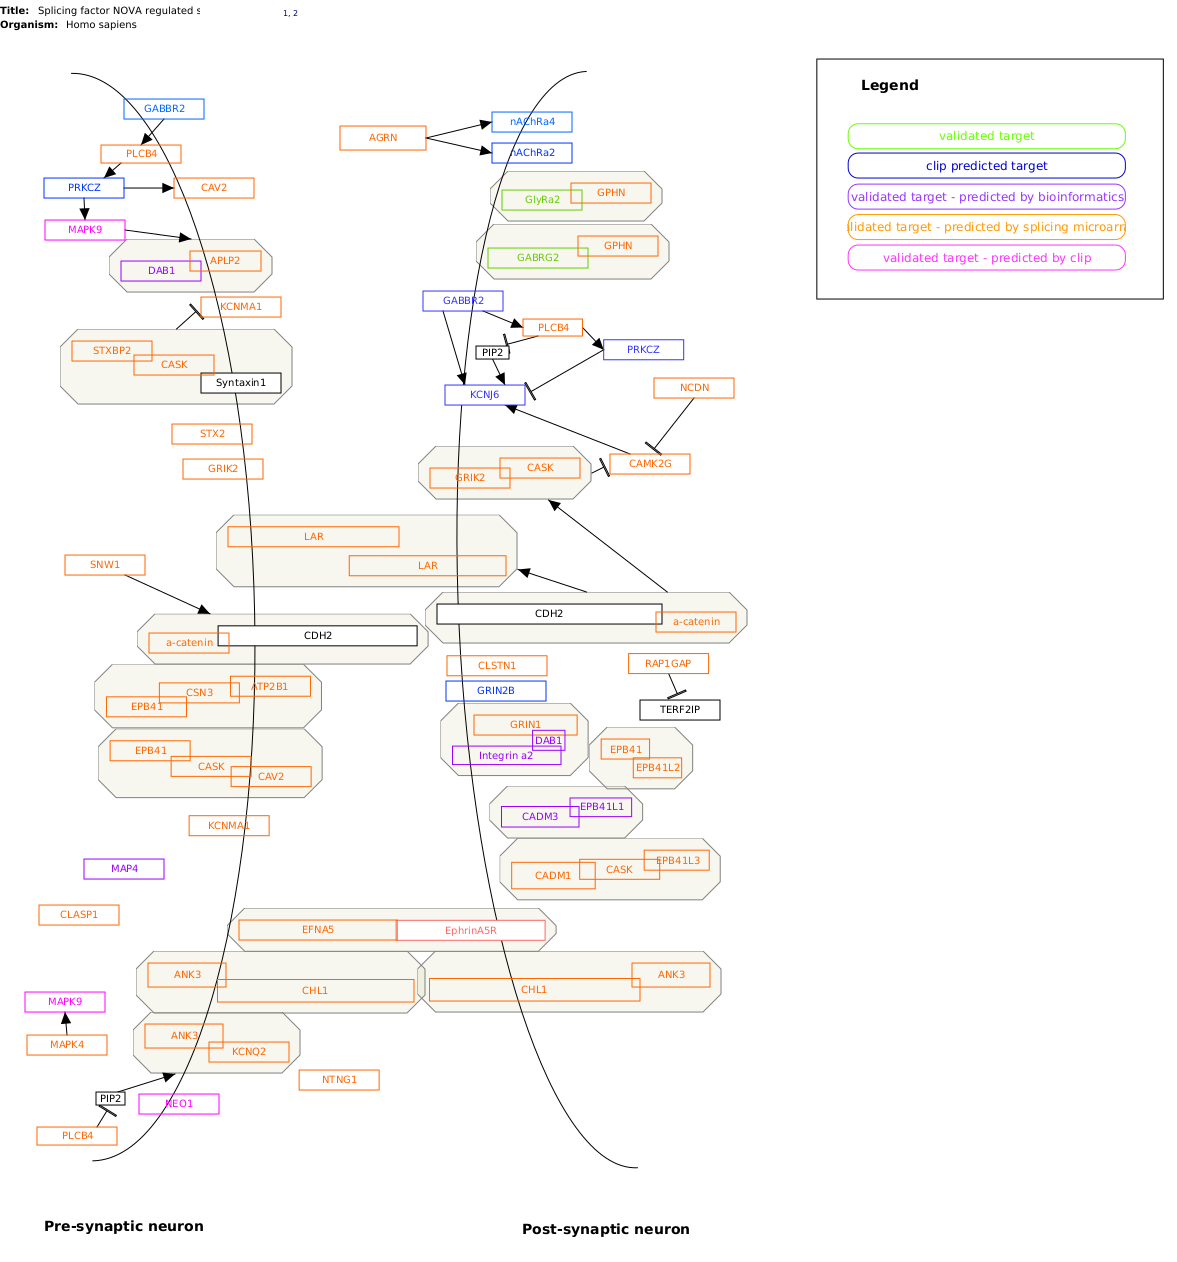 Title: Splicing factor NOVA regulated s
1, 2
Organism: Homo sapiens
Legend
validated target
clip predicted target
validated target - predicted by bioinformatics
lidated target - predicted by splicing microarr
validated target - predicted by clip
GABBR2
PLCB4
PRKCZ
CAV2
MAPK9
APLP2
DAB1
KCNMA1
STXBP2
CASK
Syntaxin1
STX2
GRIK2
LAR
LAR
SNW1
a-catenin
CDH2
ATP2B1
CSN3
EPB41
EPB41
CASK
CAV2
KCNMA1
MAP4
CLASP1
EFNA5
EphrinA5R
ANK3
CHL1
MAPK9
MAPK4
ANK3
KCNQ2
NTNG1
PIP2
NEO1
PLCB4
AGRN
nAChRa4
nAChRa2
GPHN
GlyRa2
GPHN
GABRG2
GABBR2
PLCB4
PIP2
PRKCZ
KCNJ6
NCDN
CAMK2G
CASK
GRIK2
CDH2
a-catenin
CLSTN1
RAP1GAP
GRIN2B
TERF2IP
GRIN1
DAB1
Integrin a2
EPB41
EPB41L2
EPB41L1
CADM3
EPB41L3
CASK
CADM1
ANK3
CHL1
Pre-synaptic neuron
Post-synaptic neuron